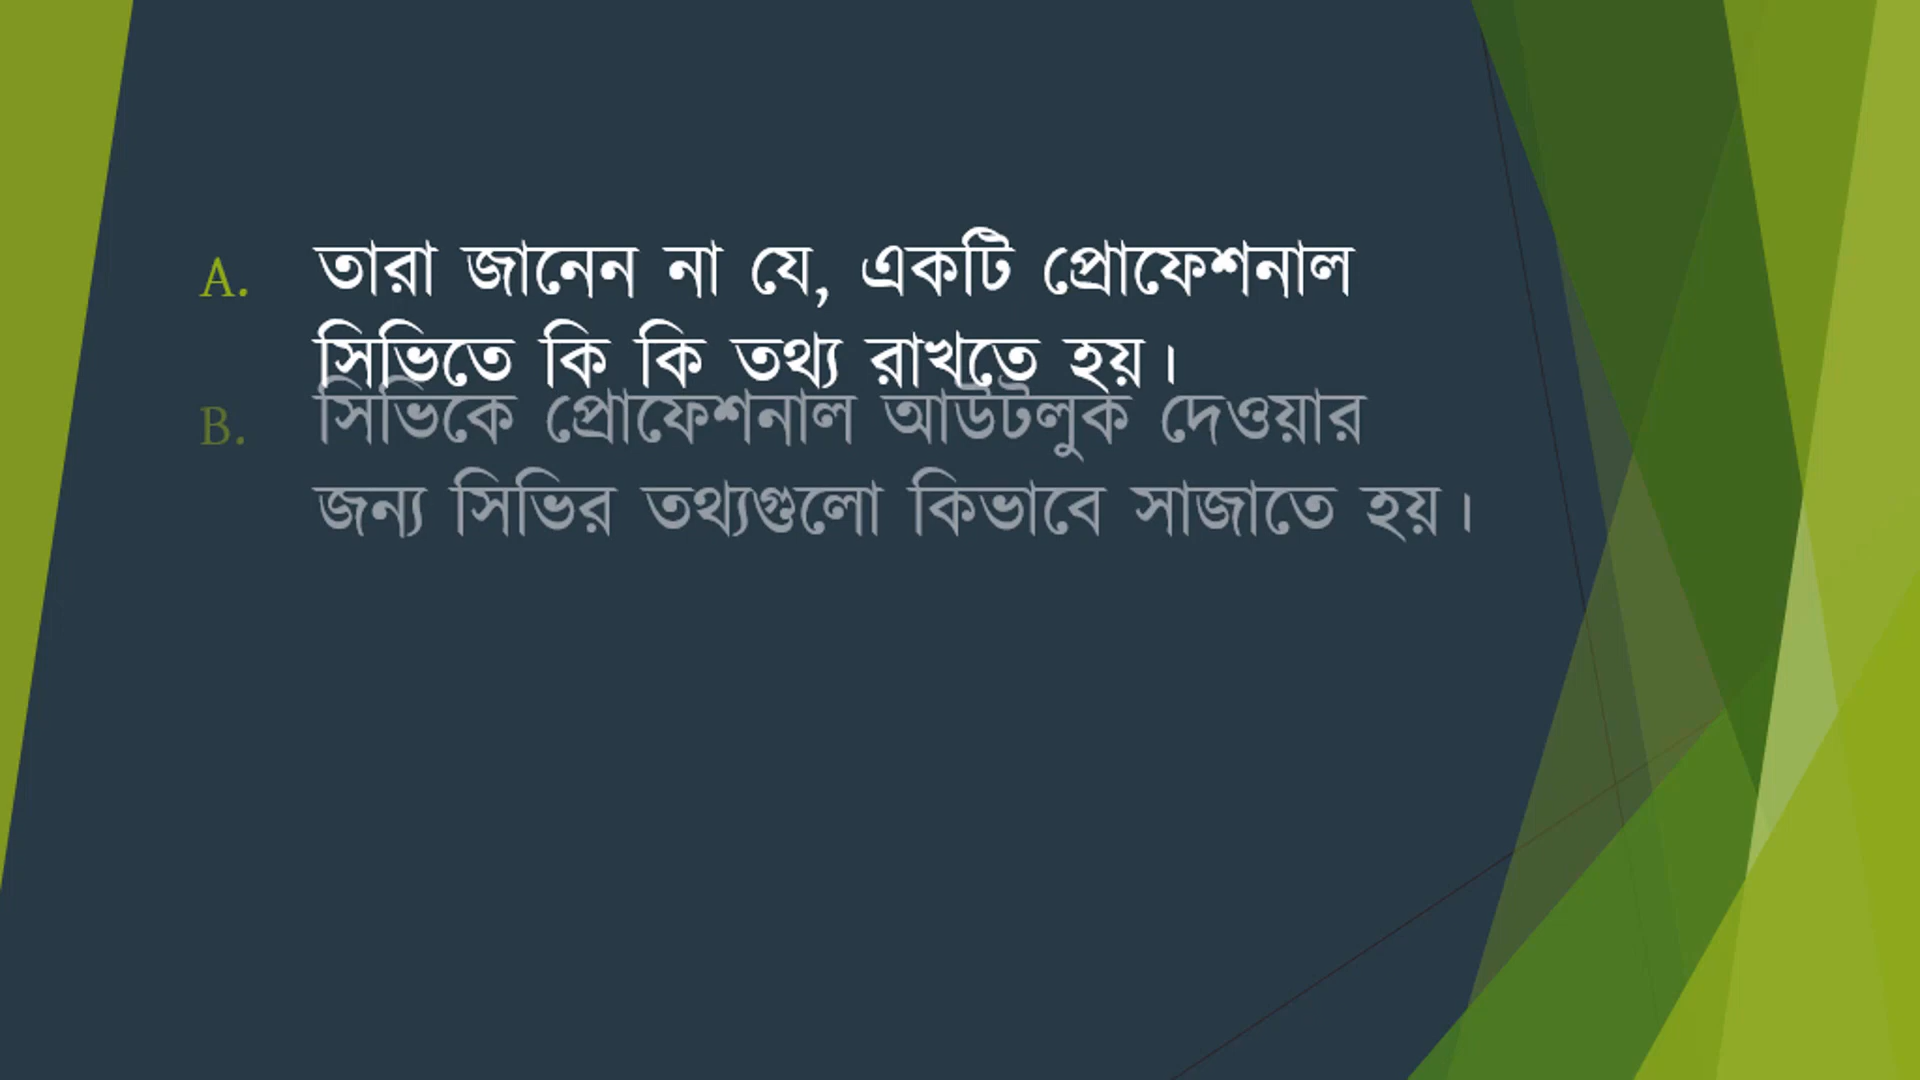 A. তারা জানেন না যে, একটি প্রোফেশনাল
সিভিতে কি কি তথ্য রাখতে হয়।
B. সিভিকে প্রোফেশনাল আউটলুক দেওয়ার
জন্য সিভির তথ্যগুলো কিভাবে সাজাতে হয়।